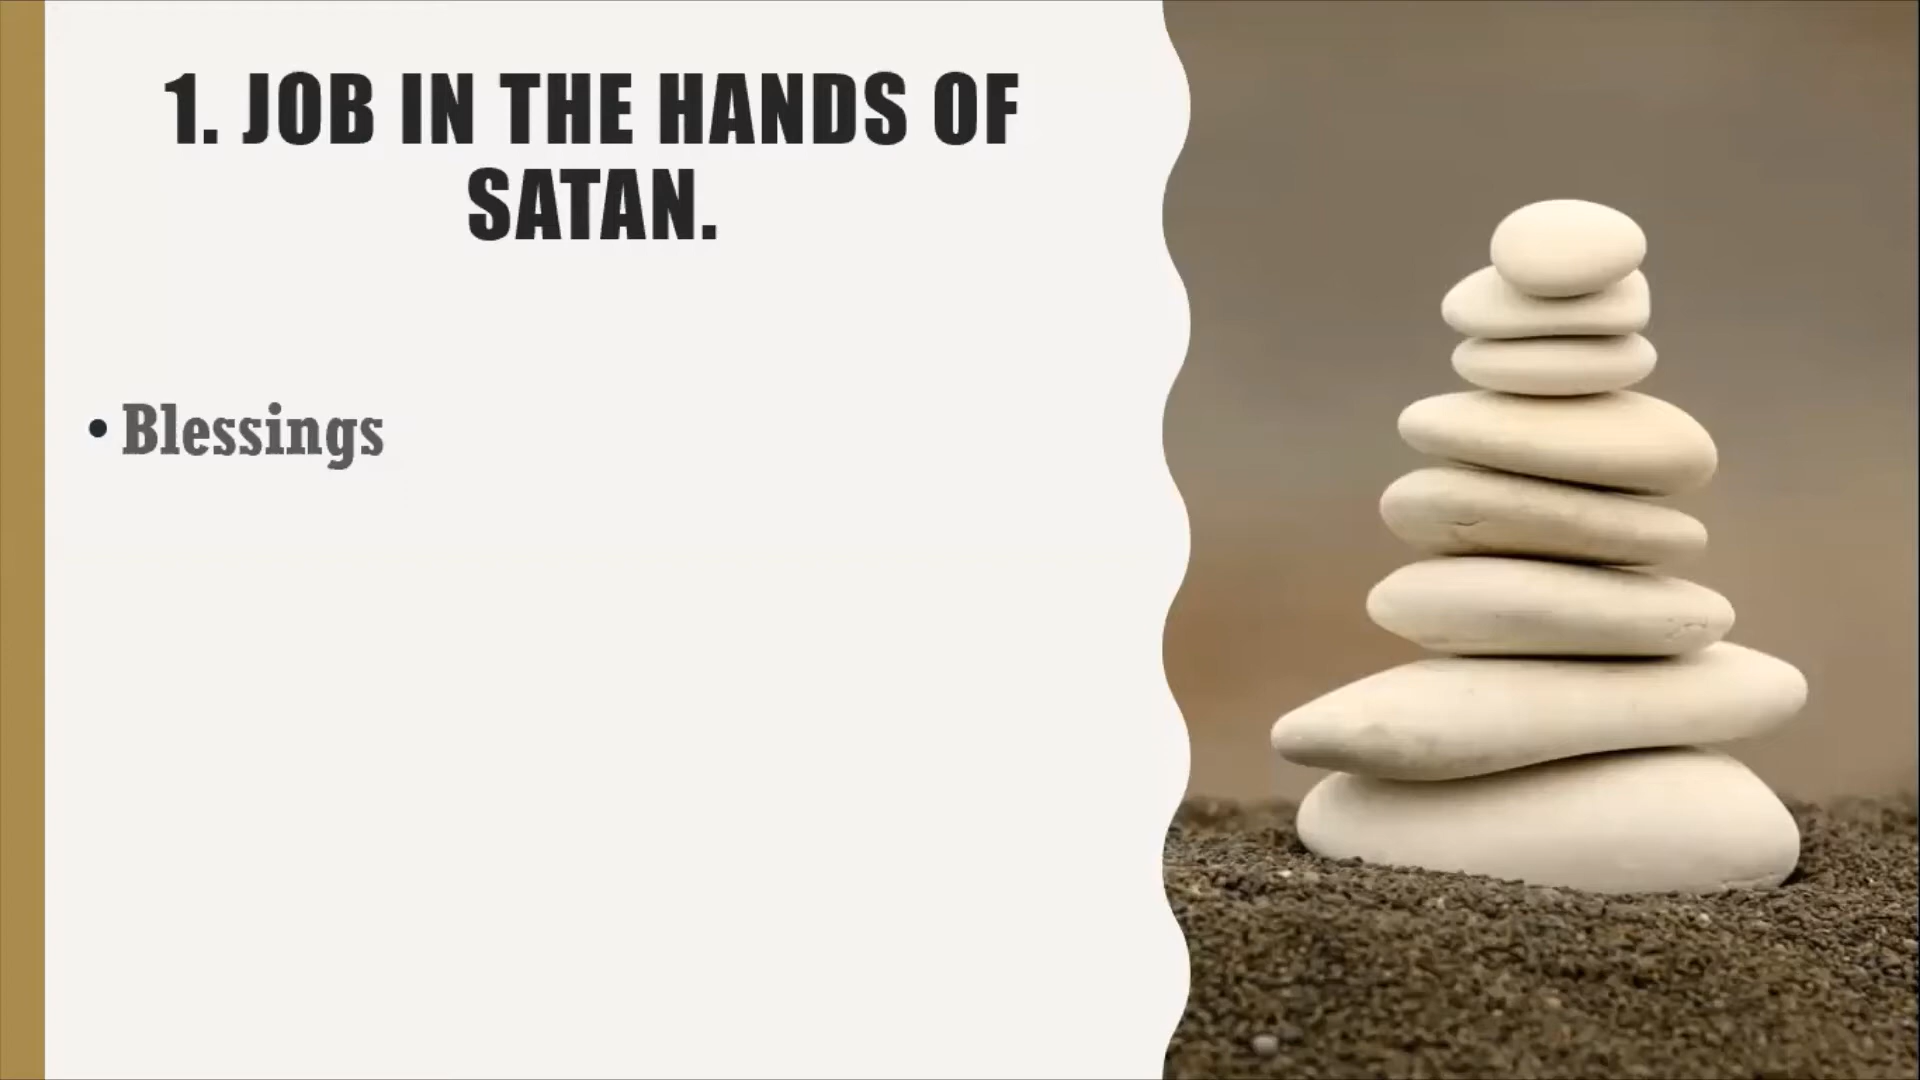 1. JOB IN THE HANDS OF
SATAN.
• Blessings